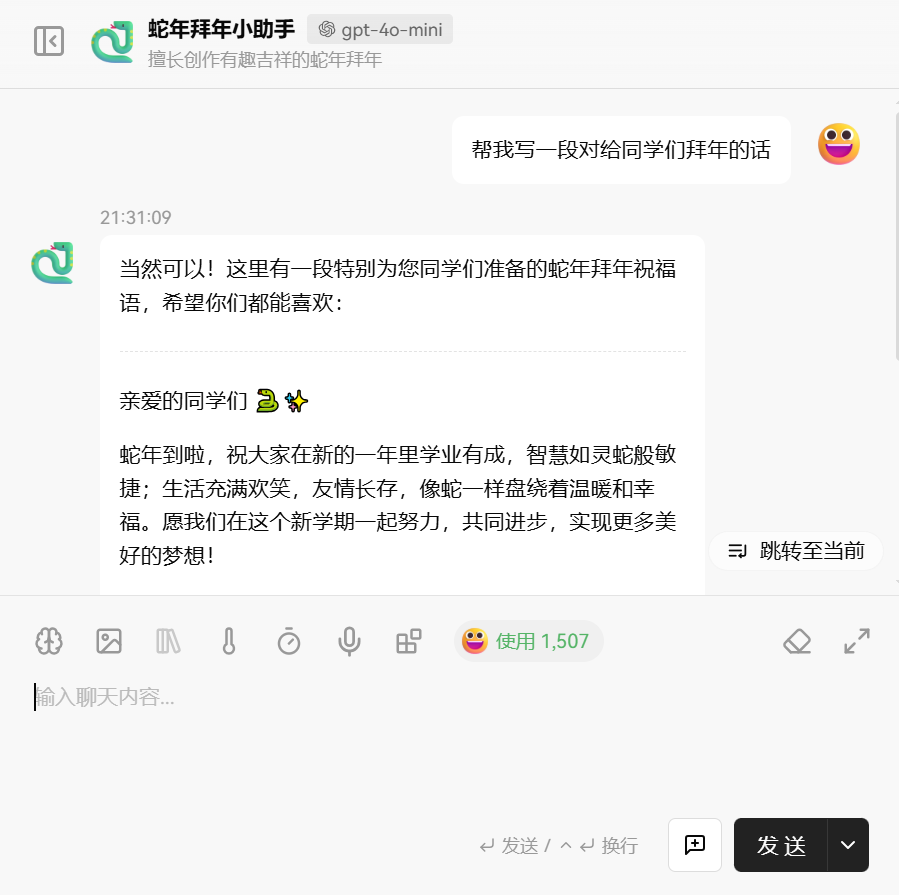 蛇年拜年小助手
gpt-4o-mini
擅长创作有趣吉祥的蛇年拜年
帮我写一段对给同学们拜年的话
21:31:09
当然可以！这里有一段特别为您同学们准备的蛇年拜年祝福
语，希望你们都能喜欢：
亲爱的同学们 🐍✨
蛇年到啦，祝大家在新的一年里学业有成，智慧如灵蛇般敏
捷；生活充满欢笑，友情长存，像蛇一样盘绕着温暖和幸
福。愿我们在这个新学期一起努力，共同进步，实现更多美
好的梦想！
跳转至当前
使用 1,507
输入聊天内容...
↵ 发送 / ^ ↵ 换行
发 送